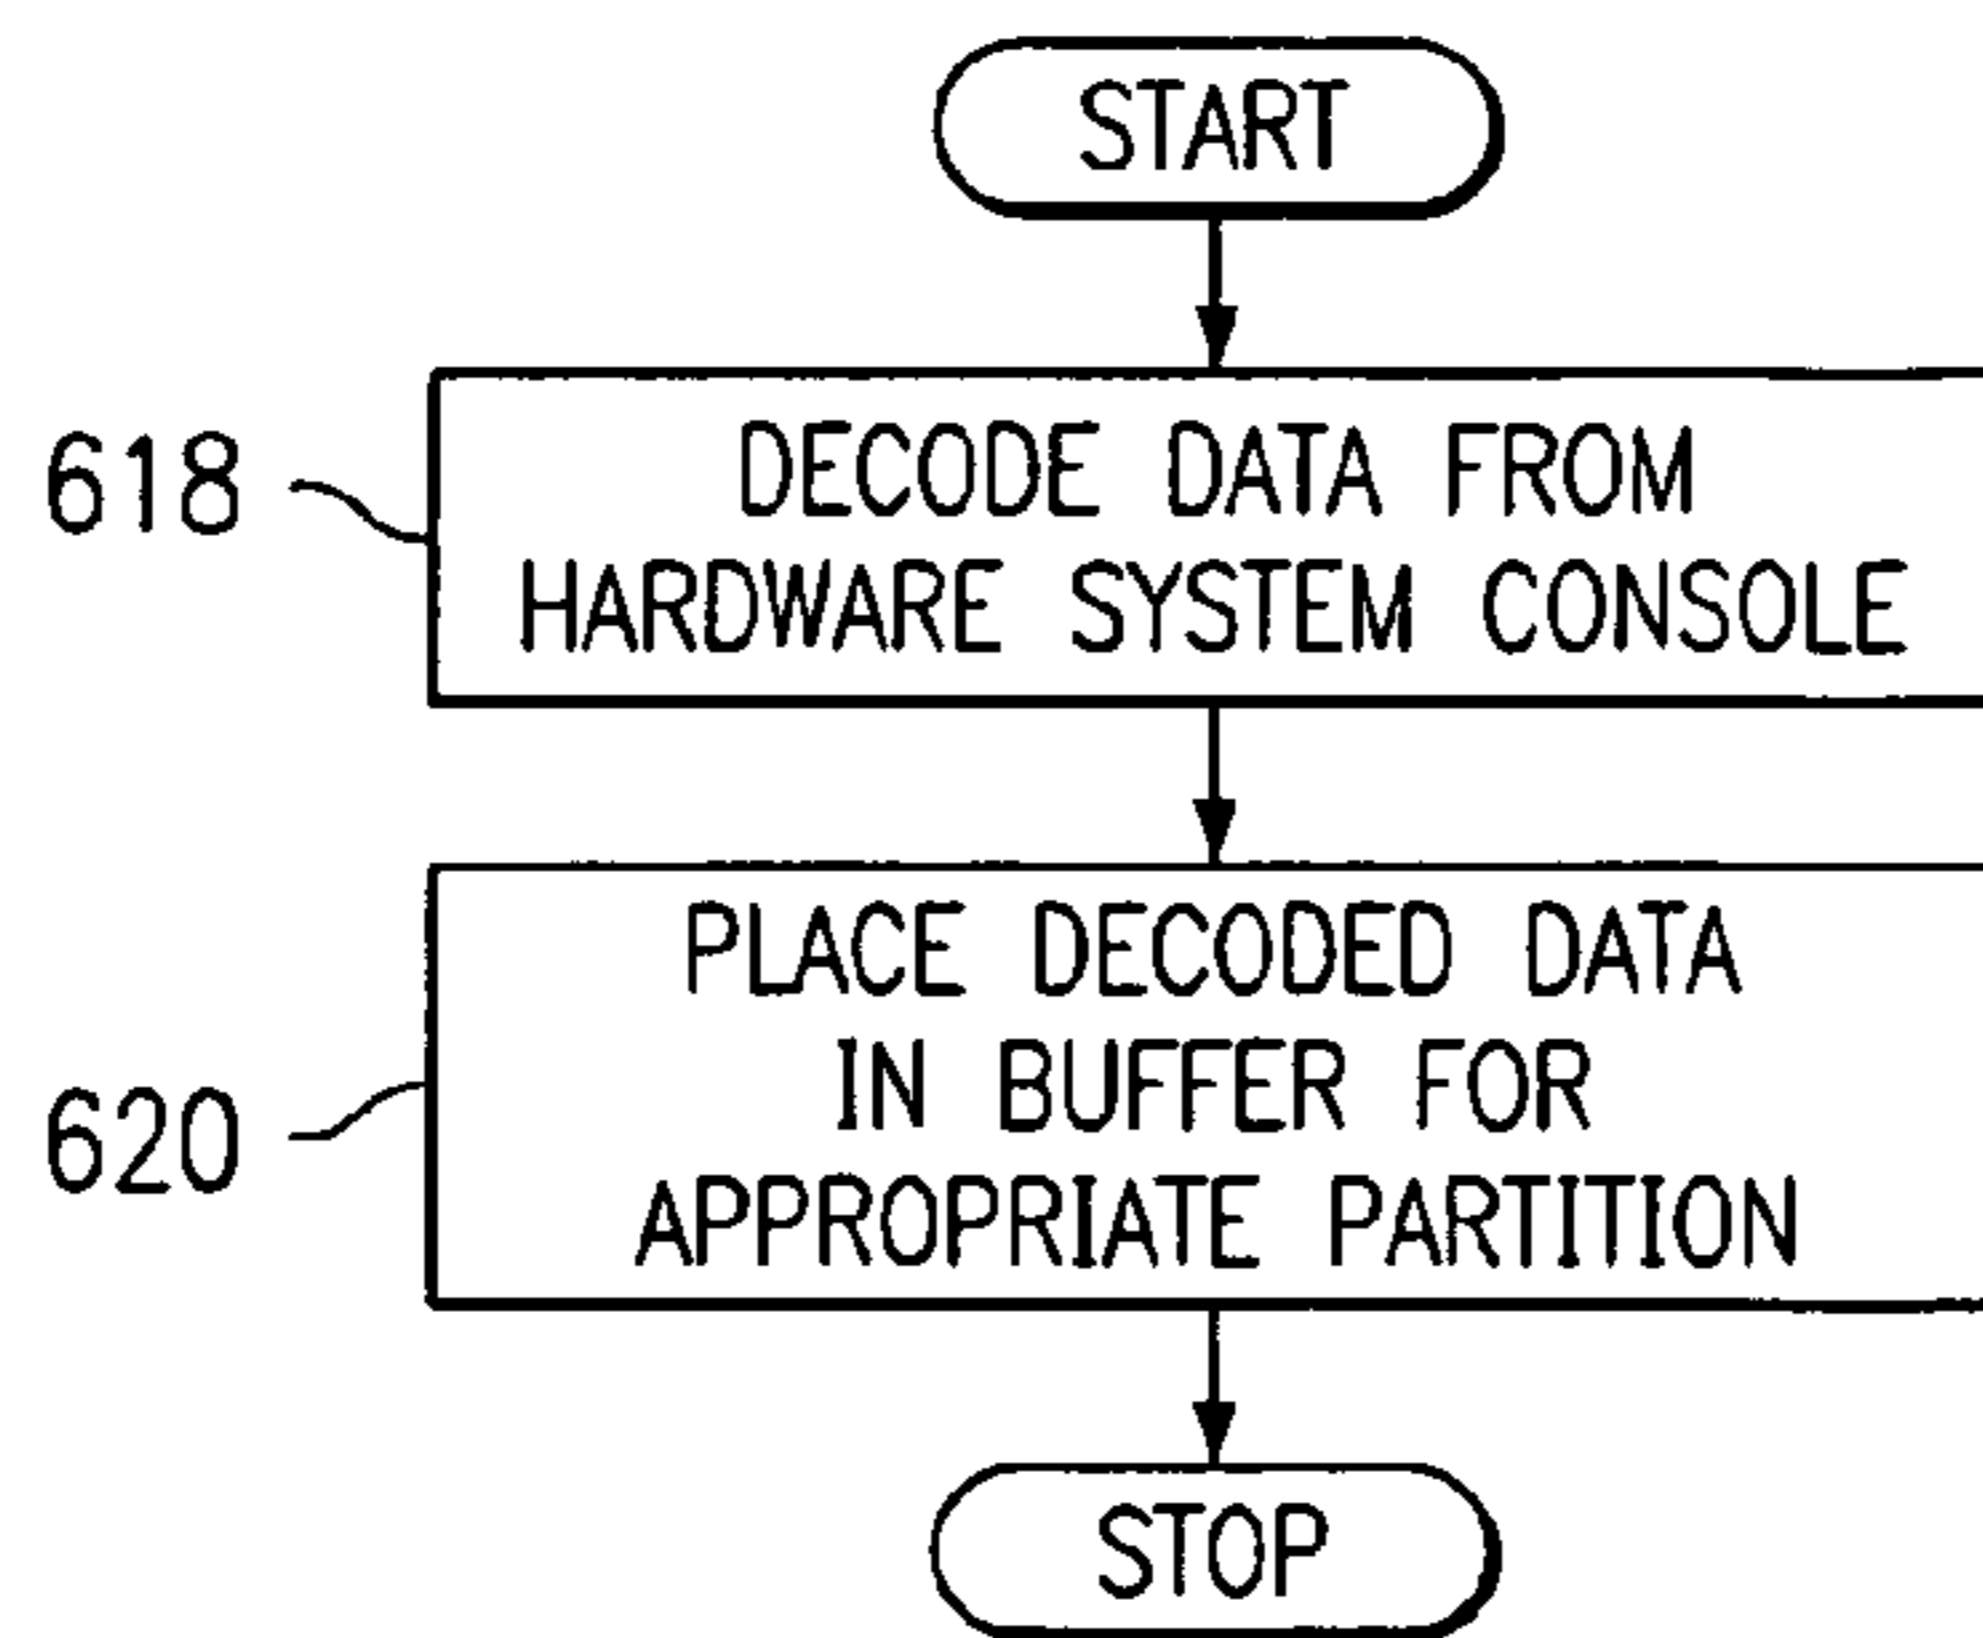 START
618
DECODE DATA FROM
HARDWARE SYSTEM CONSOLE
620
PLACE DECODED DATA
IN BUFFER FOR
APPROPRIATE PARTITION
STOP